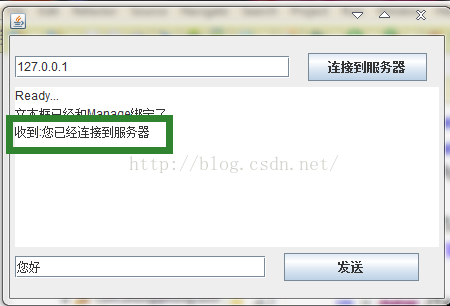 127.0.0.1 连接到服务器
Ready...
文本框已经和Manage绑定了
收到:您已经连接到服务器
http://blog.csdn.net/
您好 发送